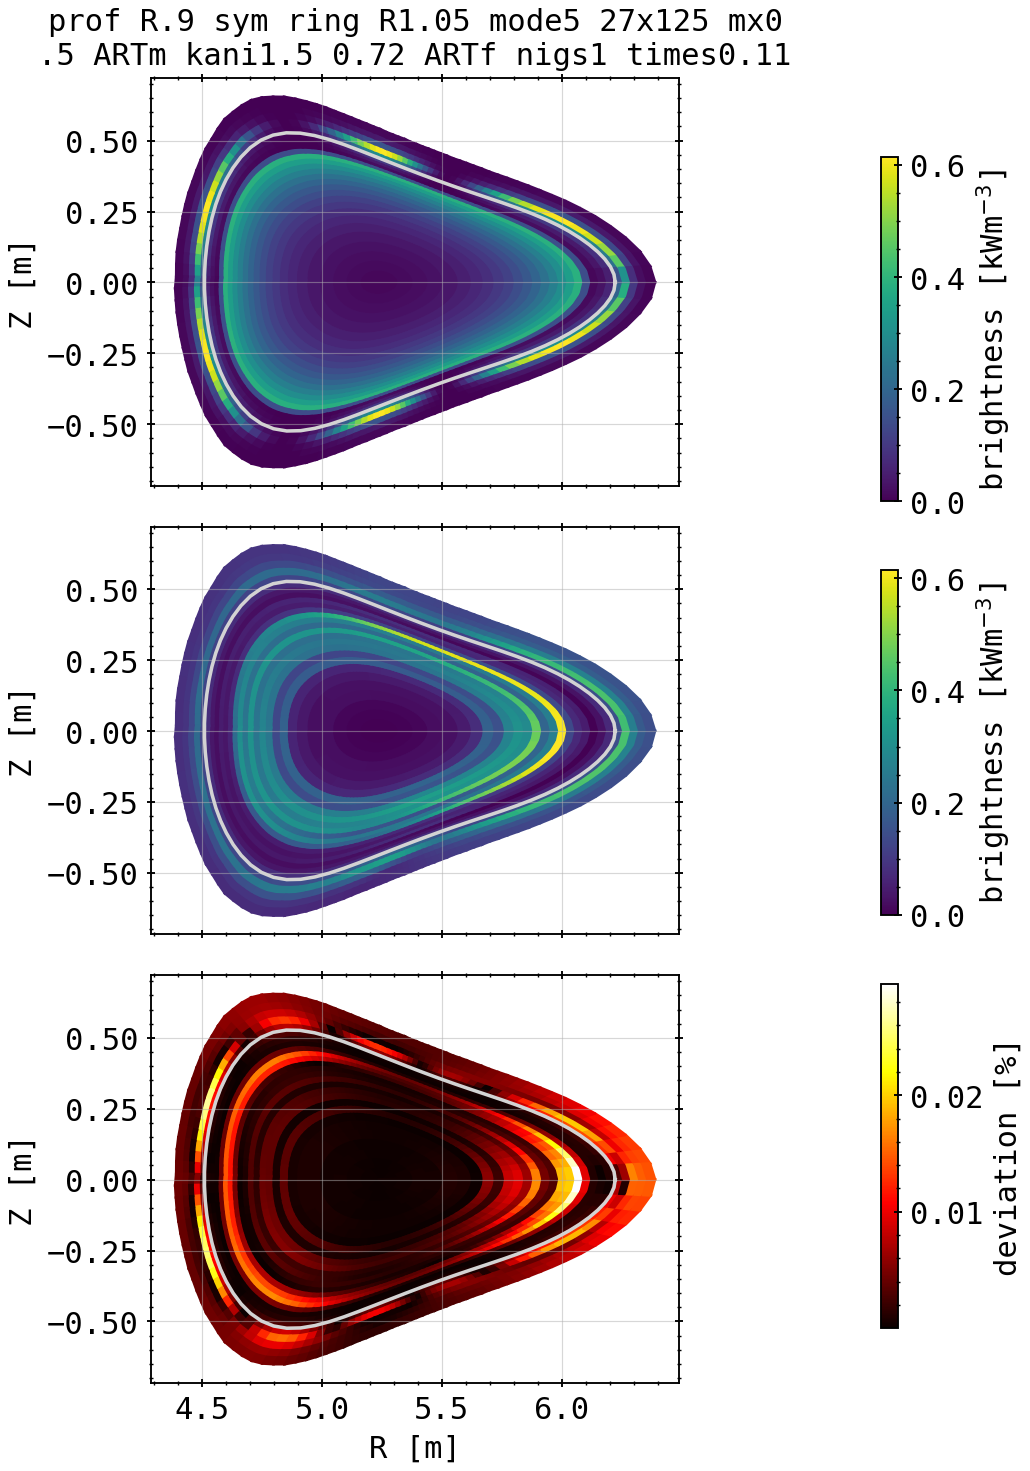 prof R.9 sym ring R1.05 mode5 27x125 mx0
.5 ARTm kani1.5 0.72 ARTf nigs1 times0.11
0.50
0.25
0.00
−0.25
−0.50
Z [m]
0.6
0.4
0.2
0.0
brightness [kWm⁻³]
0.50
0.25
0.00
−0.25
−0.50
Z [m]
0.6
0.4
0.2
0.0
brightness [kWm⁻³]
0.50
0.25
0.00
−0.25
−0.50
Z [m]
0.02
0.01
deviation [%]
4.5 5.0 5.5 6.0
R [m]